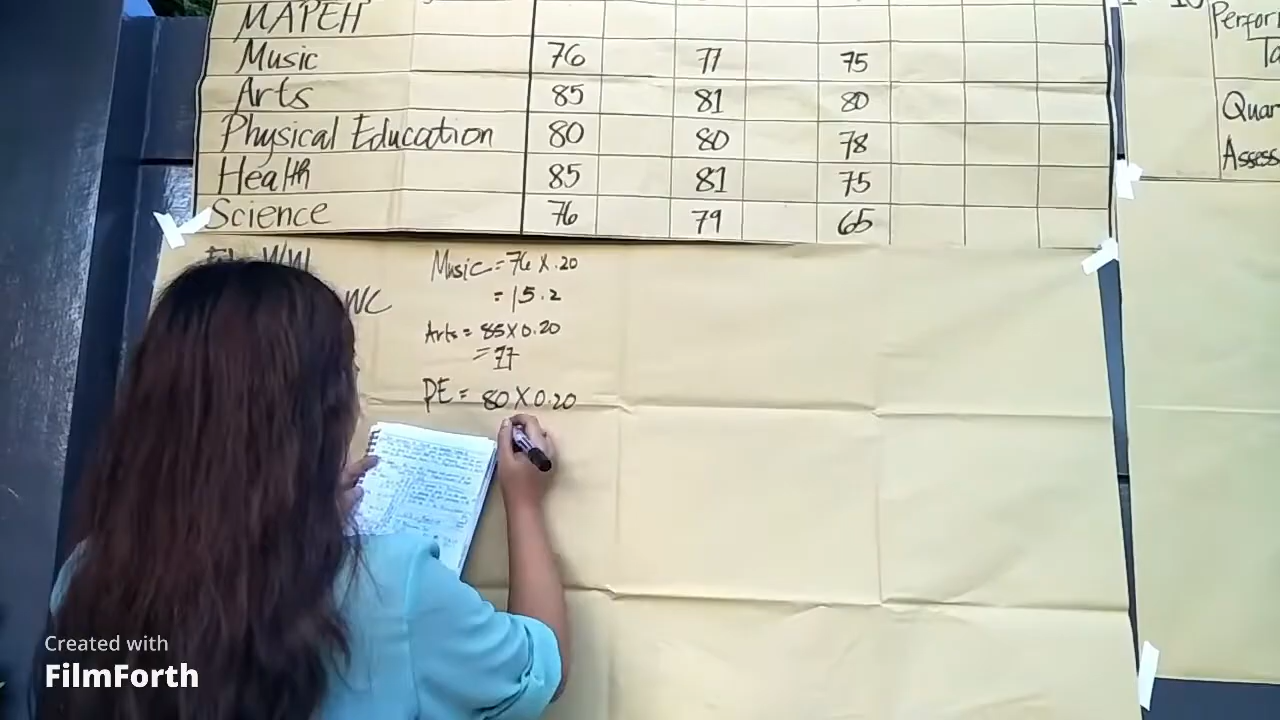 MAPEH
Music 76 77 75
Arts 85 81 80
Physical Education 80 80 78
Health 85 81 75
Science 76 79 65
Music = 76 X .20
= 15.2
Arts = 85 X 0.20
= 17
PE = 80 X 0.20
WC
Perfor
Ta
Quar
Assess
Created with
FilmForth